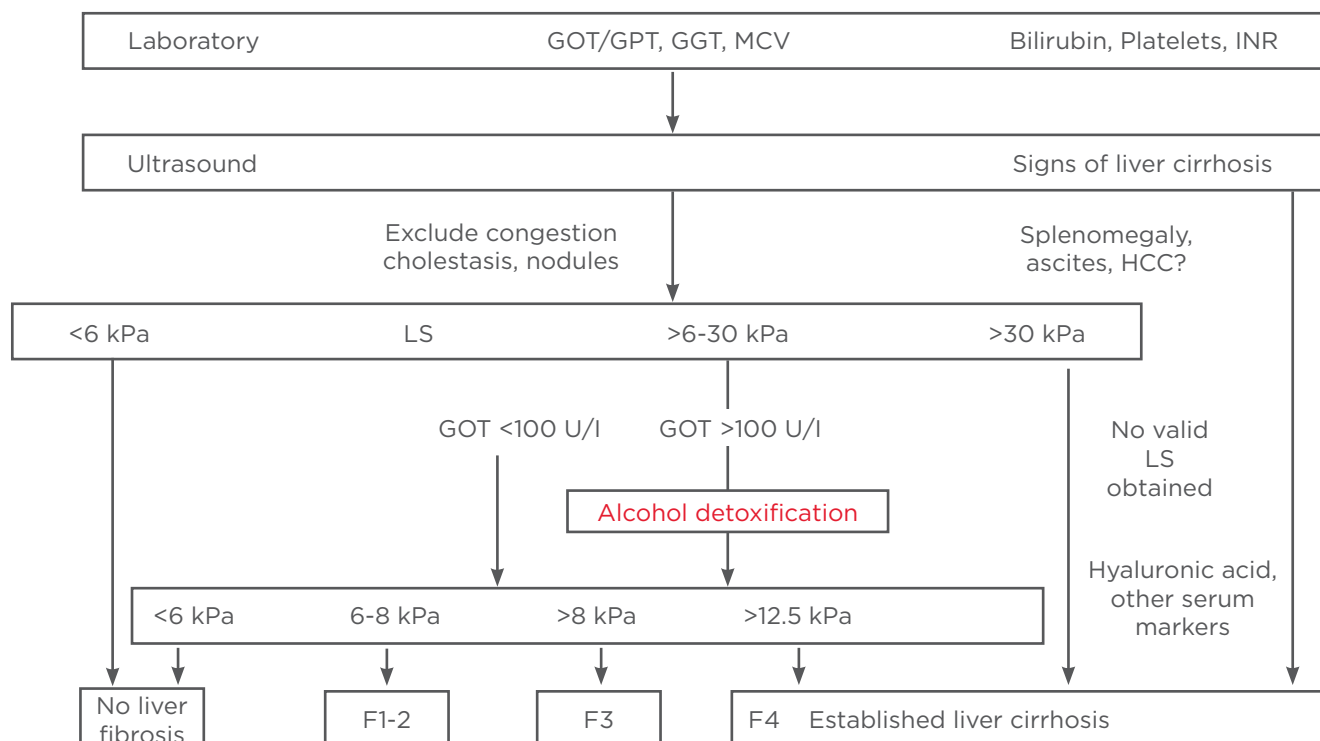 Laboratory GOT/GPT, GGT, MCV Bilirubin, Platelets, INR
Ultrasound Signs of liver cirrhosis
Exclude congestion
cholestasis, nodules
Splenomegaly,
ascites, HCC?
<6 kPa LS >6-30 kPa >30 kPa
GOT <100 U/I GOT >100 U/I
No valid
LS
obtained
Alcohol detoxification
Hyaluronic acid,
other serum
markers
<6 kPa 6-8 kPa >8 kPa >12.5 kPa
No liver
fibrosis
F1-2
F3
F4 Established liver cirrhosis